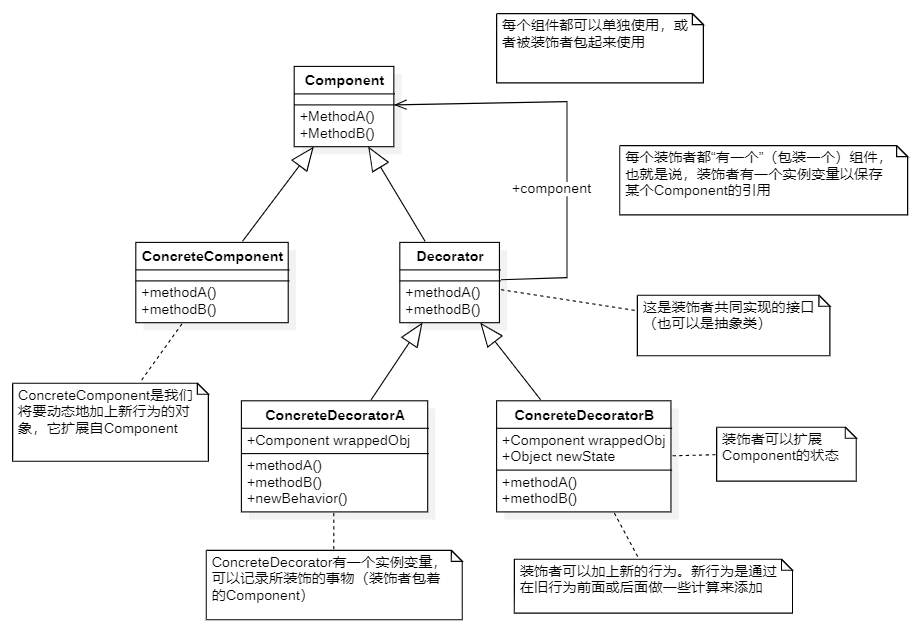 每个组件都可以单独使用，或
者被装饰者包起来使用
Component
+MethodA()
+MethodB()
每个装饰者都“有一个”（包装一个）组件，
也就是说，装饰者有一个实例变量以保存
某个Component的引用
+component
ConcreteComponent
+methodA()
+methodB()
Decorator
+methodA()
+methodB()
这是装饰者共同实现的接口
（也可以是抽象类）
ConcreteComponent是我们
将要动态地加上新行为的对
象，它扩展自Component
ConcreteDecoratorA
+Component wrappedObj
+methodA()
+methodB()
+newBehavior()
ConcreteDecoratorB
+Component wrappedObj
+Object newState
+methodA()
+methodB()
装饰者可以扩展
Component的状态
ConcreteDecorator有一个实例变量，
可以记录所装饰的事物（装饰者包着
的Component）
装饰者可以加上新的行为。新行为是通过
在旧行为前面或后面做一些计算来添加